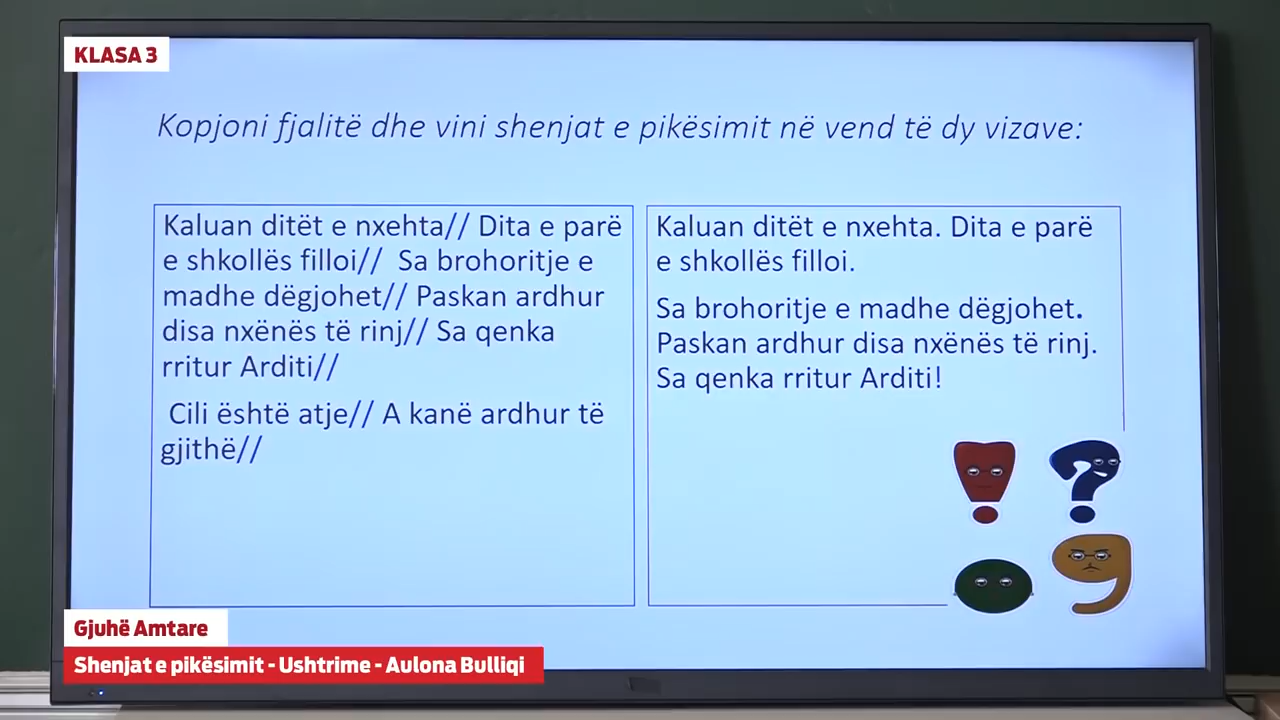 KLASA 3
Kopjoni fjalitë dhe vini shenjat e pikësimit në vend të dy vizave:
Kaluan ditët e nxehta// Dita e parë
e shkollës filloi//  Sa brohoritje e
madhe dëgjohet// Paskan ardhur
disa nxënës të rinj// Sa qenka
rritur Arditi//
Cili është atje// A kanë ardhur të
gjithë//
Kaluan ditët e nxehta. Dita e parë
e shkollës filloi.
Sa brohoritje e madhe dëgjohet.
Paskan ardhur disa nxënës të rinj.
Sa qenka rritur Arditi!
Gjuhë Amtare
Shenjat e pikësimit - Ushtrime - Aulona Bulliqi